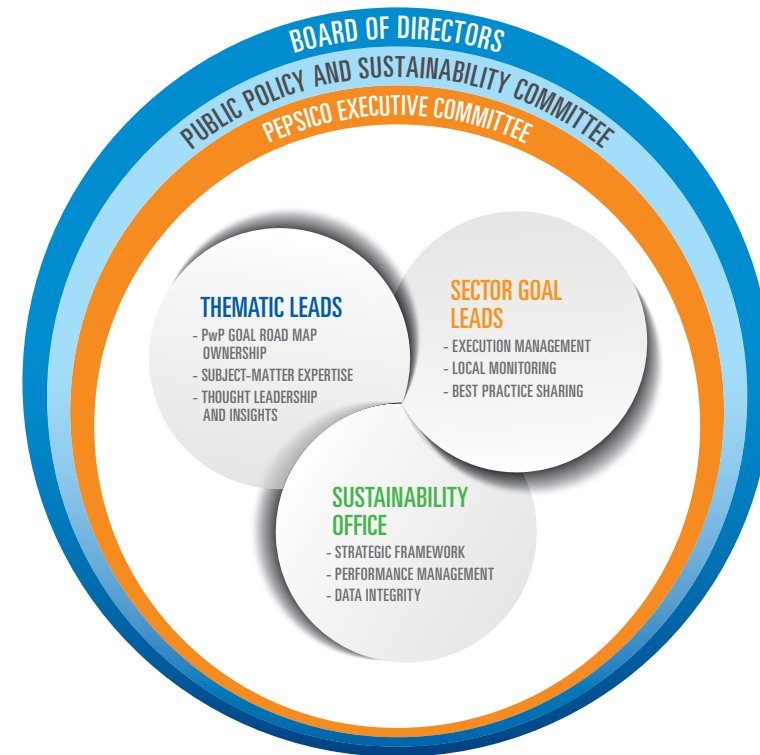 BOARD OF DIRECTORS
PUBLIC POLICY AND SUSTAINABILITY COMMITTEE
PEPSICO EXECUTIVE COMMITTEE
THEMATIC LEADS
- PwP GOAL ROAD MAP
OWNERSHIP
- SUBJECT-MATTER EXPERTISE
- THOUGHT LEADERSHIP
AND INSIGHTS
SECTOR GOAL
LEADS
- EXECUTION MANAGEMENT
- LOCAL MONITORING
- BEST PRACTICE SHARING
SUSTAINABILITY
OFFICE
- STRATEGIC FRAMEWORK
- PERFORMANCE MANAGEMENT
- DATA INTEGRITY